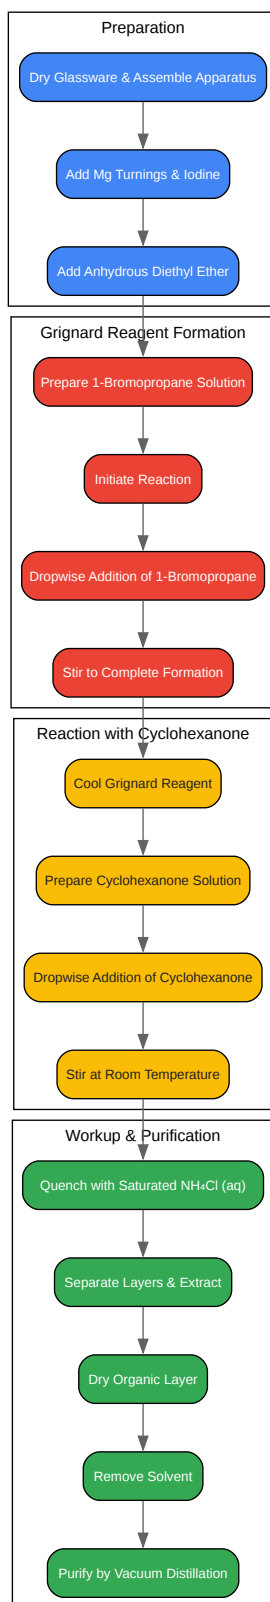 Preparation
Dry Glassware & Assemble Apparatus
Add Mg Turnings & Iodine
Add Anhydrous Diethyl Ether
Grignard Reagent Formation
Prepare 1-Bromopropane Solution
Initiate Reaction
Dropwise Addition of 1-Bromopropane
Stir to Complete Formation
Reaction with Cyclohexanone
Cool Grignard Reagent
Prepare Cyclohexanone Solution
Dropwise Addition of Cyclohexanone
Stir at Room Temperature
Workup & Purification
Quench with Saturated NH₄Cl (aq)
Separate Layers & Extract
Dry Organic Layer
Remove Solvent
Purify by Vacuum Distillation